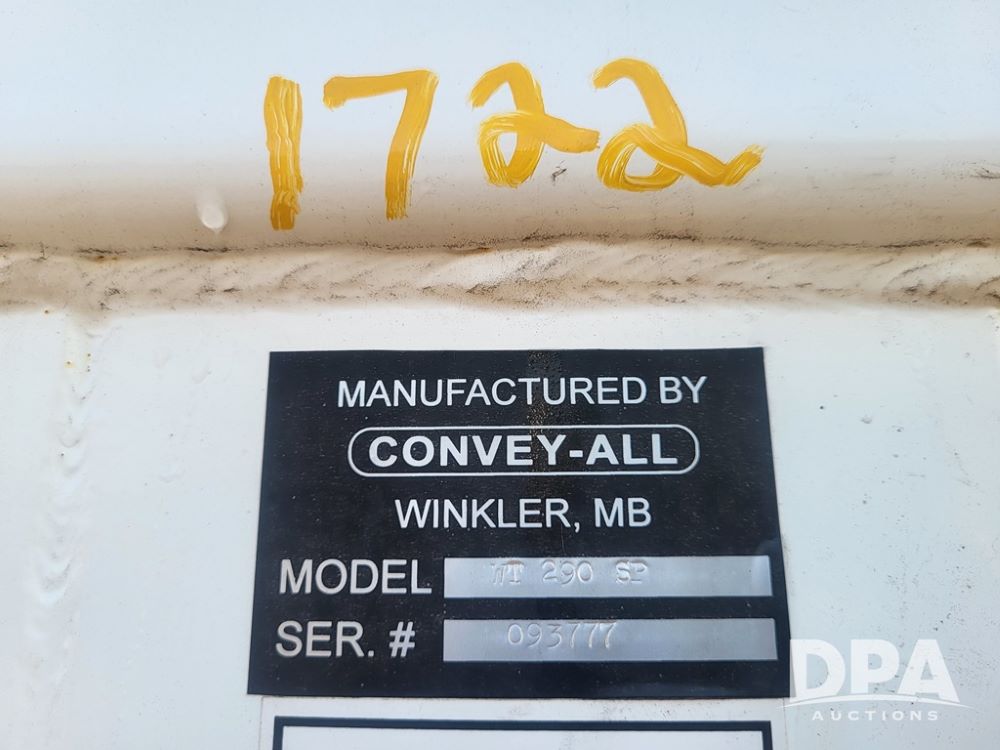 1722
MANUFACTURED BY
CONVEY-ALL
WINKLER, MB
MODEL WT 290 SP
SER. # 093777
DPA
AUCTIONS